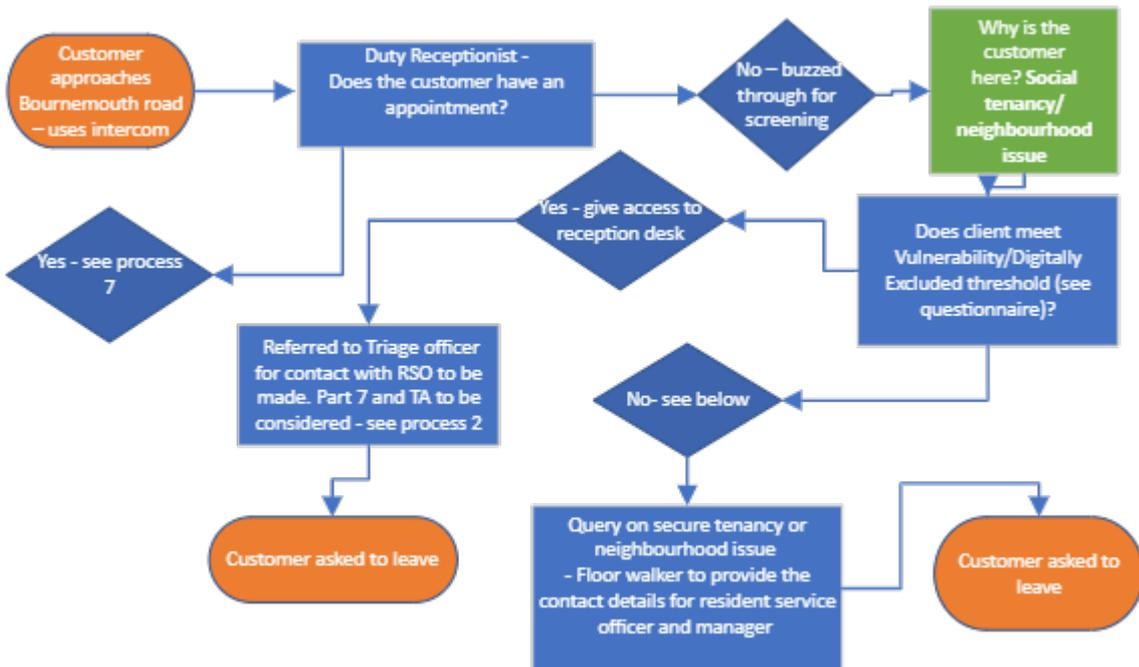 Customer
approaches
Bournemouth road
– uses intercom
Duty Receptionist -
Does the customer have an
appointment?
No – buzzed
through for
screening
Why is the
customer
here? Social
tenancy/
neighbourhood
issue
Yes - see process
7
Yes - give access to
reception desk
Does client meet
Vulnerability/Digitally
Excluded threshold (see
questionnaire)?
Referred to Triage officer
for contact with RSO to be
made. Part 7 and TA to be
considered - see process 2
No- see below
Customer asked to leave
Query on secure tenancy or
neighbourhood issue
- Floor walker to provide the
contact details for resident service
officer and manager
Customer asked to
leave